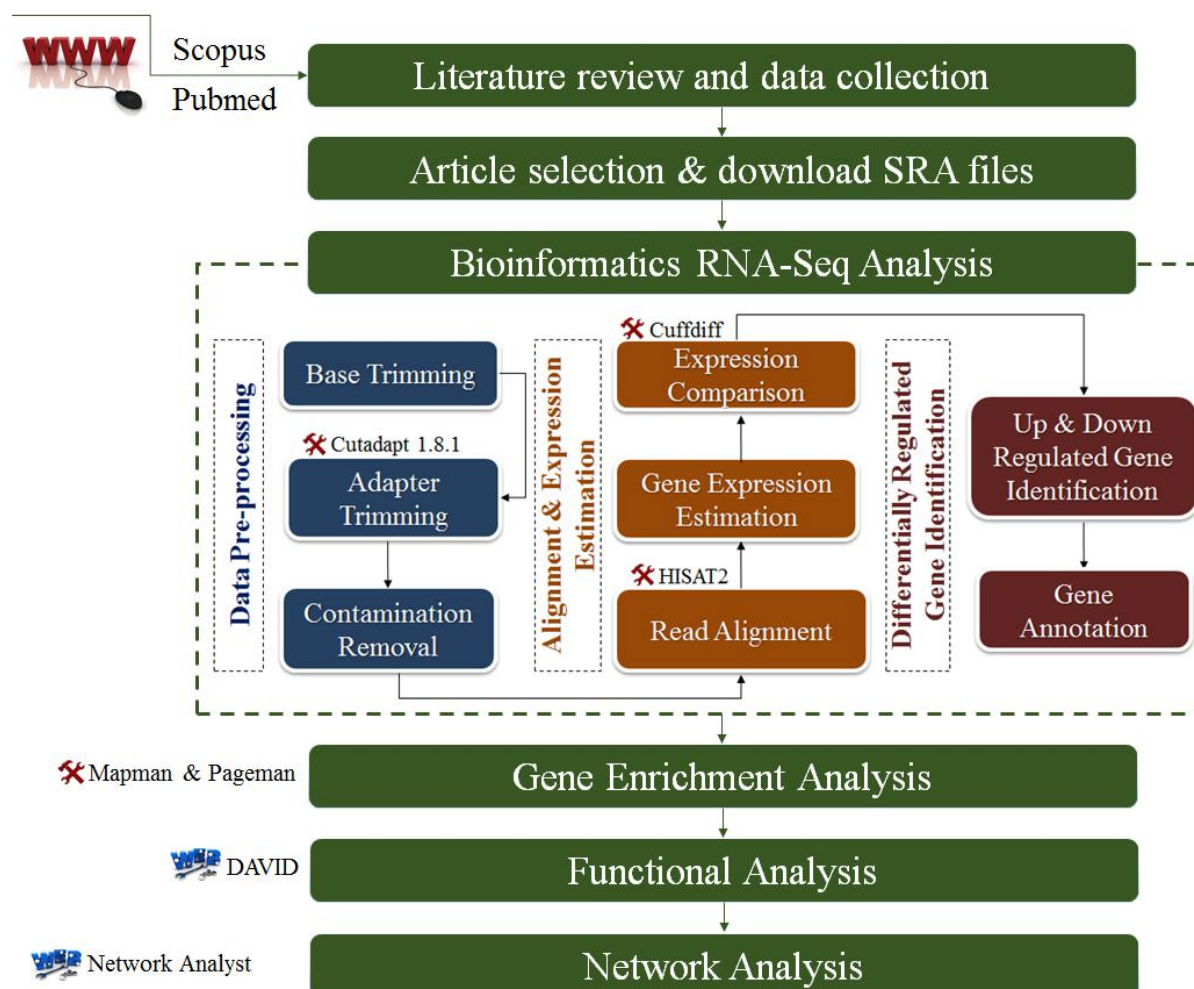 WWW
Scopus
Pubmed
Literature review and data collection
Article selection & download SRA files
Bioinformatics RNA-Seq Analysis
Data Pre-processing
Base Trimming
Cutadapt 1.8.1
Adapter
Trimming
Contamination
Removal
Alignment & Expression
Estimation
Cuffdiff
Expression
Comparison
Gene Expression
Estimation
HISAT2
Read Alignment
Differentially Regulated
Gene Identification
Up & Down
Regulated Gene
Identification
Gene
Annotation
Mapman & Pageman
Gene Enrichment Analysis
WEB
DAVID
Functional Analysis
WEB
Network Analyst
Network Analysis